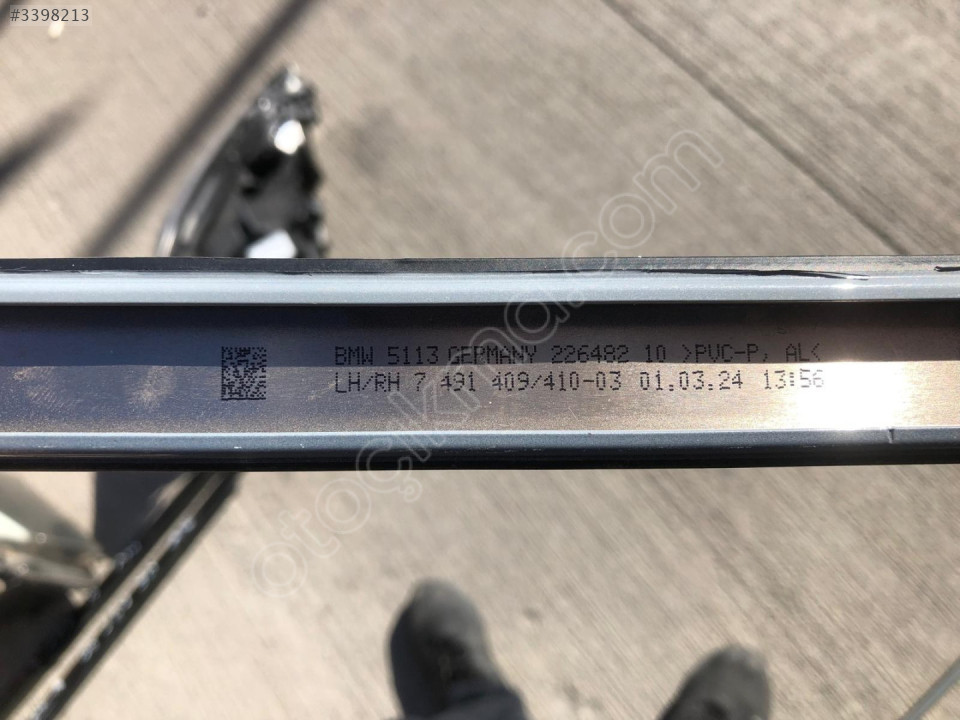 #3398213
BMW 5113 GERMANY 226482 10 >PVC-P, AL<
LH/RH 7 491 409/410-03 01.03.24 13:56
otoçıkma.com